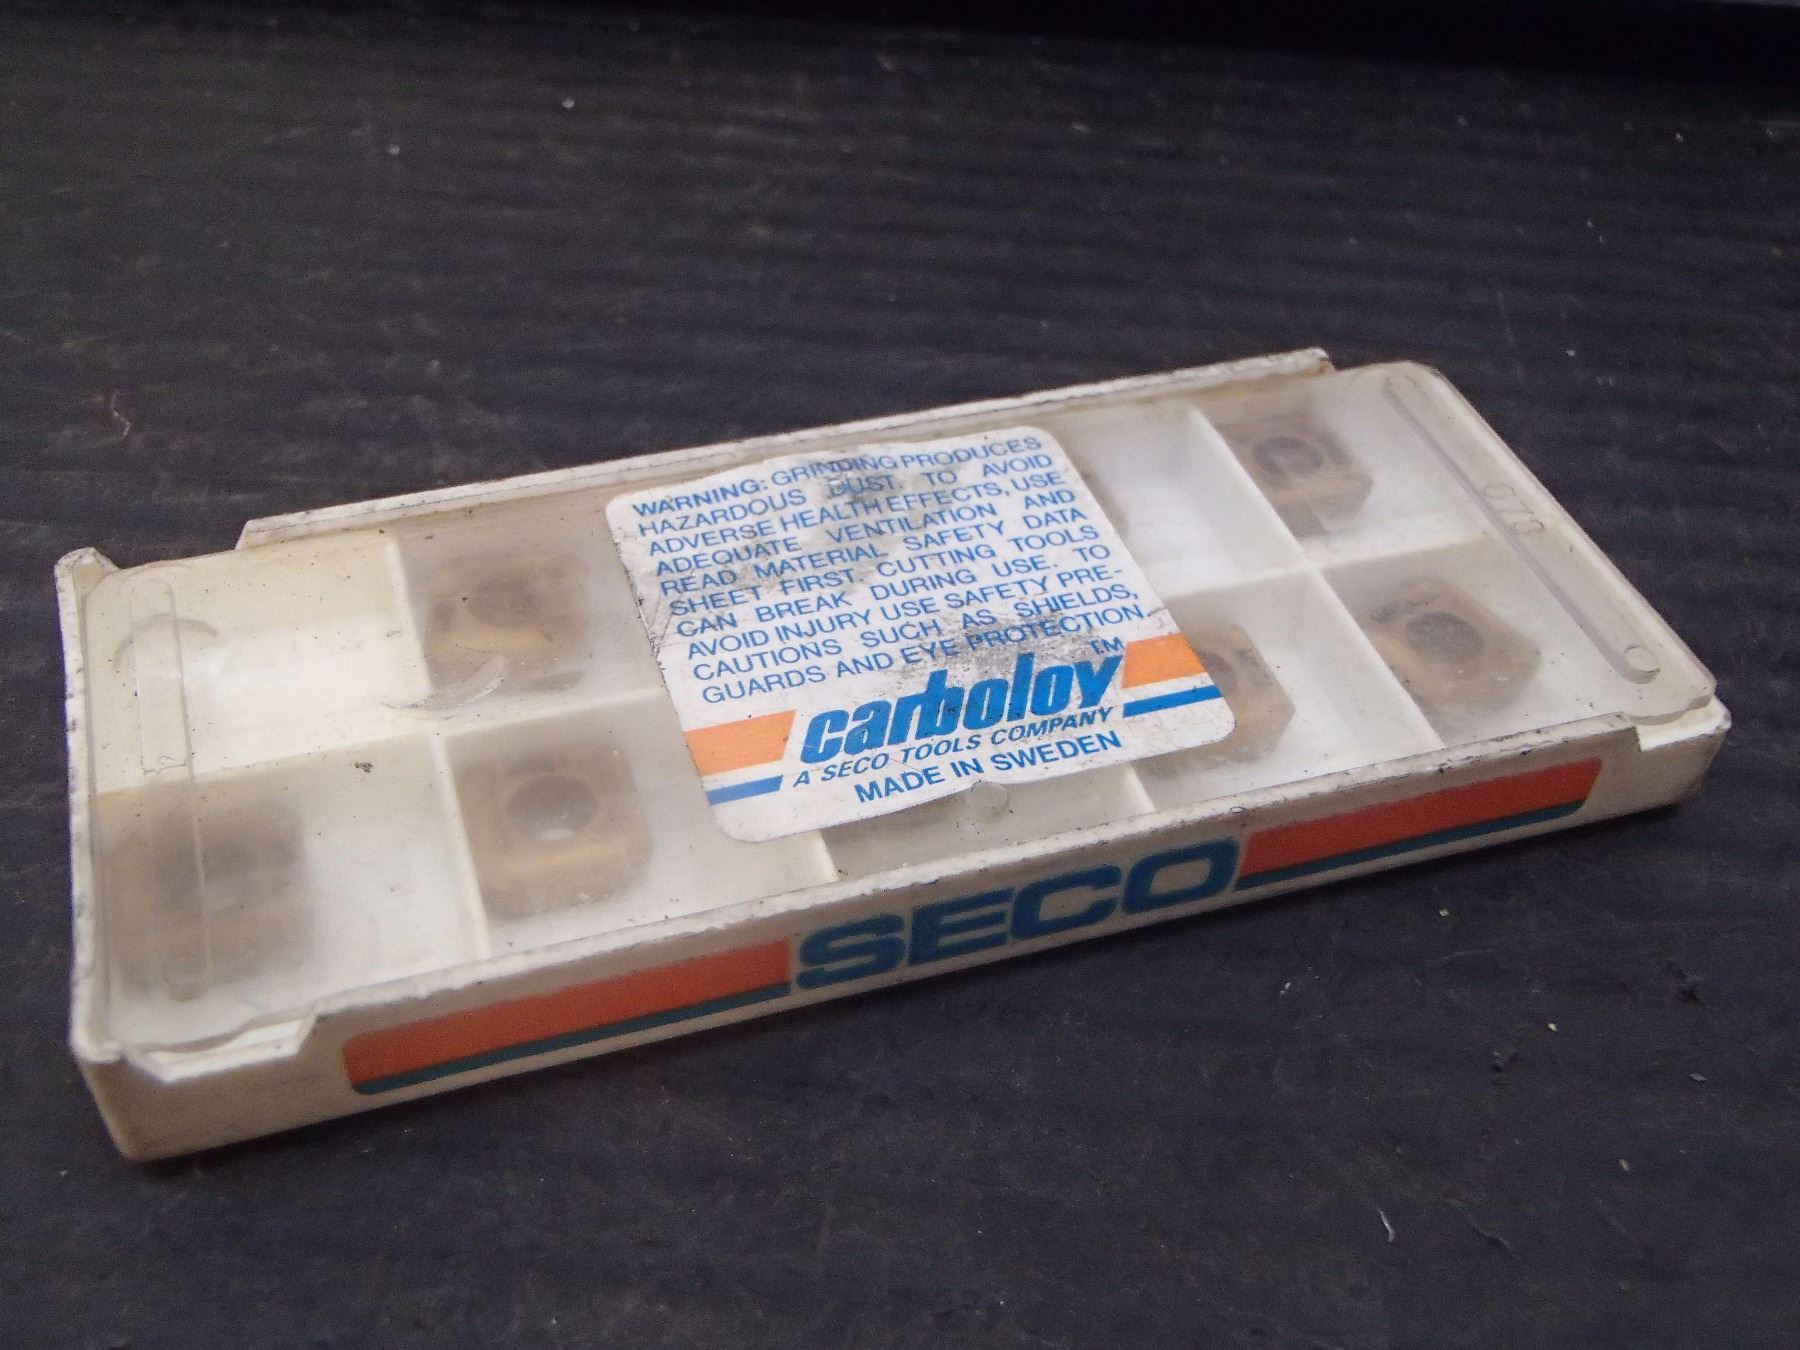 WARNING: GRINDING PRODUCES
HAZARDOUS DUST. TO AVOID
ADVERSE HEALTH EFFECTS, USE
ADEQUATE VENTILATION AND
READ MATERIAL SAFETY DATA
SHEET FIRST. CUTTING TOOLS
CAN BREAK DURING USE. TO
AVOID INJURY USE SAFETY PRE-
CAUTIONS SUCH AS SHIELDS,
GUARDS AND EYE PROTECTION.
carboloy TM
A SECO TOOLS COMPANY
MADE IN SWEDEN
SECO